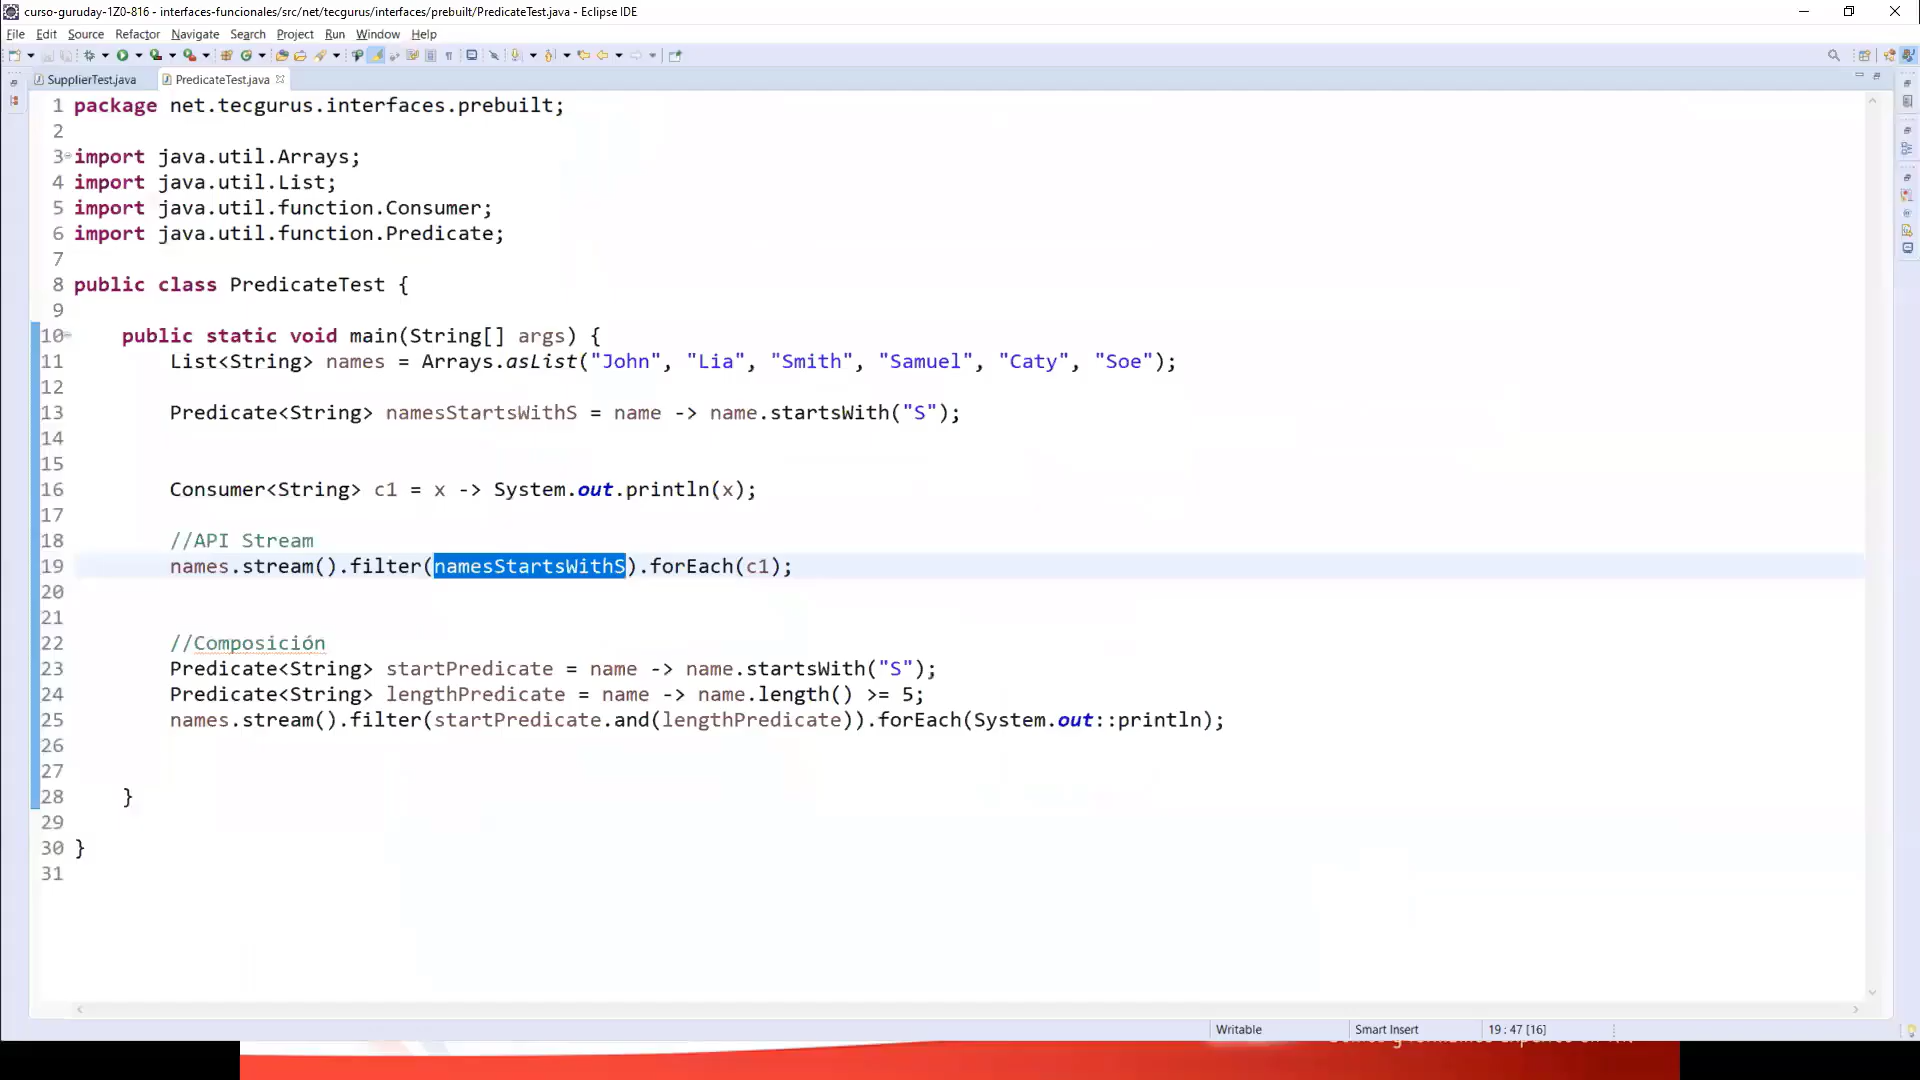 curso-guruday-1Z0-816 - interfaces-funcionales/src/net/tecgurus/interfaces/prebuilt/PredicateTest.java - Eclipse IDE
File Edit Source Refactor Navigate Search Project Run Window Help
SupplierTest.java PredicateTest.java
1 package net.tecgurus.interfaces.prebuilt;
2
3 import java.util.Arrays;
4 import java.util.List;
5 import java.util.function.Consumer;
6 import java.util.function.Predicate;
7
8 public class PredicateTest {
9
10 public static void main(String[] args) {
11 List<String> names = Arrays.asList("John", "Lia", "Smith", "Samuel", "Caty", "Soe");
12
13 Predicate<String> namesStartsWithS = name -> name.startsWith("S");
14
15
16 Consumer<String> c1 = x -> System.out.println(x);
17
18 //API Stream
19 names.stream().filter(namesStartsWithS).forEach(c1);
20
21
22 //Composición
23 Predicate<String> startPredicate = name -> name.startsWith("S");
24 Predicate<String> lengthPredicate = name -> name.length() >= 5;
25 names.stream().filter(startPredicate.and(lengthPredicate)).forEach(System.out::println);
26
27
28 }
29
30 }
31
Writable Smart Insert 19 : 47 [16]